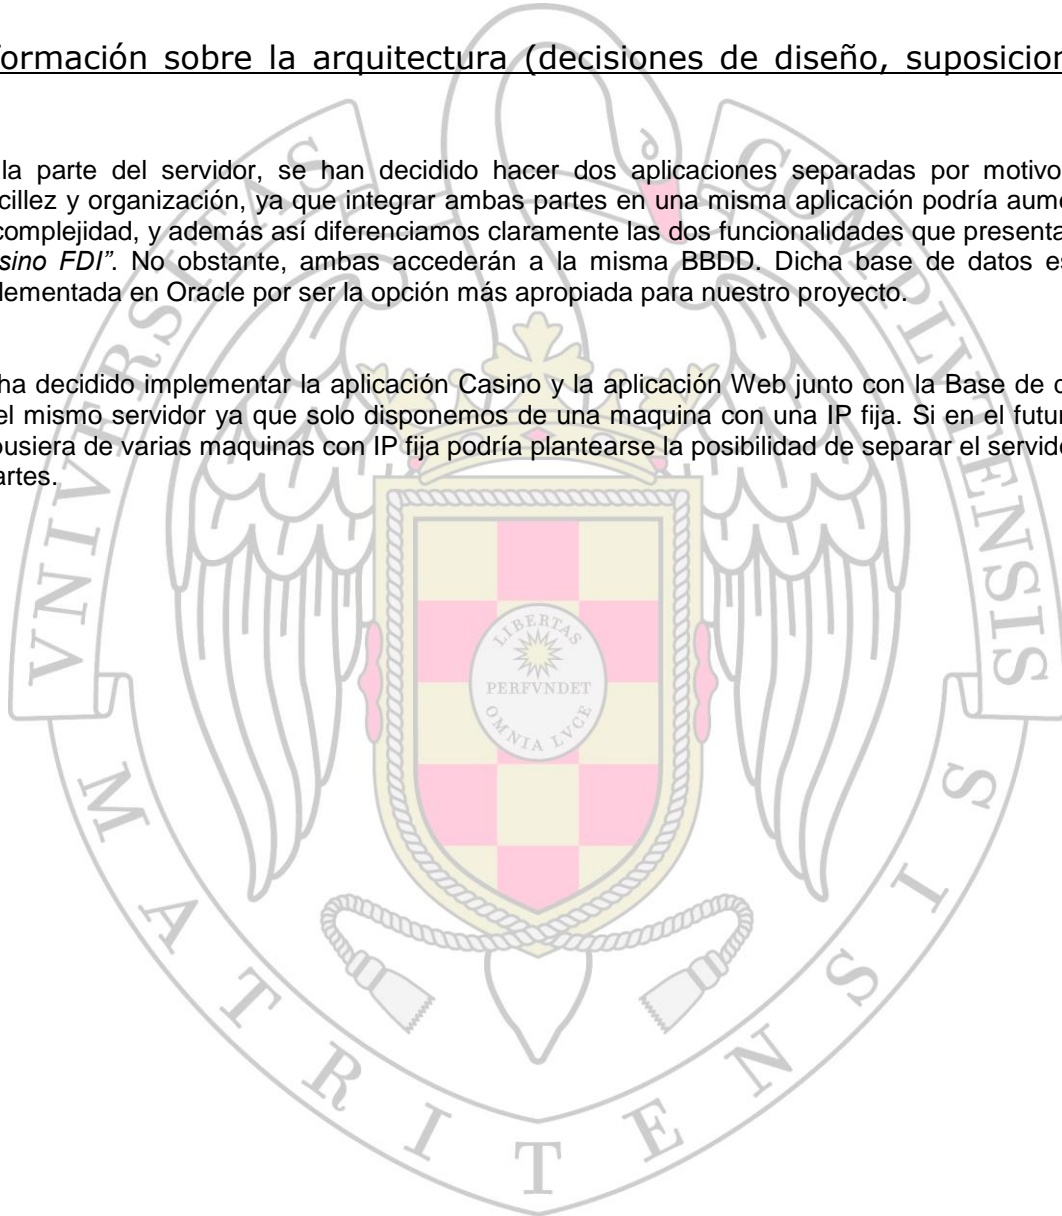 formación sobre la arquitectura (decisiones de diseño, suposicion
la parte del servidor, se han decidido hacer dos aplicaciones separadas por motivo
cillez y organización, ya que integrar ambas partes en una misma aplicación podría aume
complejidad, y además así diferenciamos claramente las dos funcionalidades que presenta
sino FDI”. No obstante, ambas accederán a la misma BBDD. Dicha base de datos es
lementada en Oracle por ser la opción más apropiada para nuestro proyecto.
ha decidido implementar la aplicación Casino y la aplicación Web junto con la Base de d
el mismo servidor ya que solo disponemos de una maquina con una IP fija. Si en el futur
pusiera de varias maquinas con IP fija podría plantearse la posibilidad de separar el servido
artes.
VNIVERSITAS COMPLVTENSIS
MATRITENSIS
LIBERTAS
PERFVNDET
OMNIA LVCE